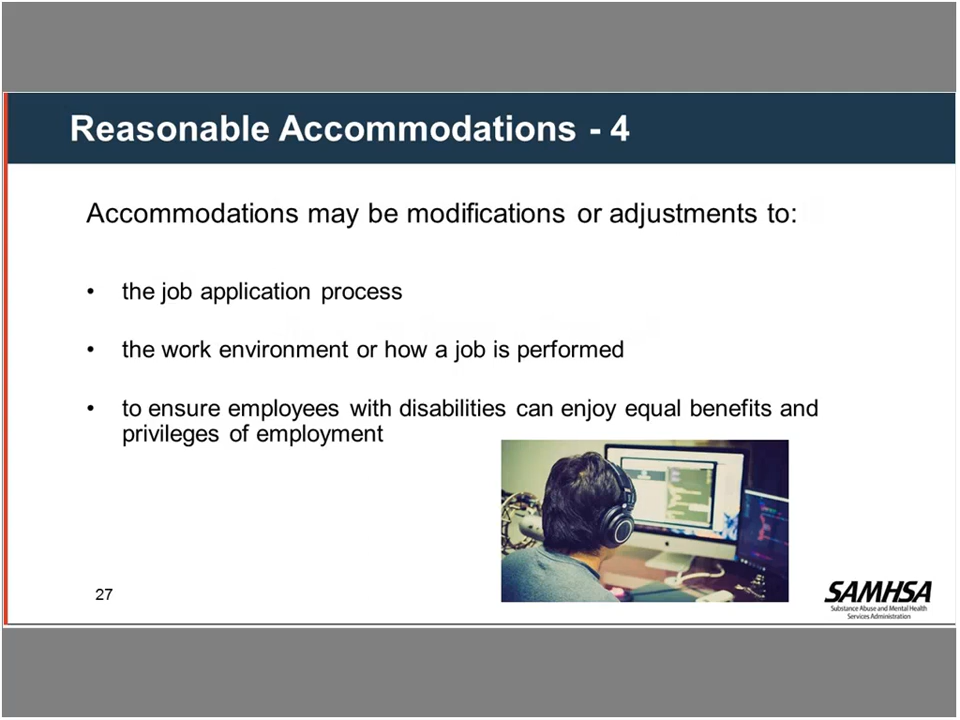 Reasonable Accommodations - 4
Accommodations may be modifications or adjustments to:
• the job application process
• the work environment or how a job is performed
• to ensure employees with disabilities can enjoy equal benefits and
privileges of employment
27
SAMHSA
Substance Abuse and Mental Health
Services Administration